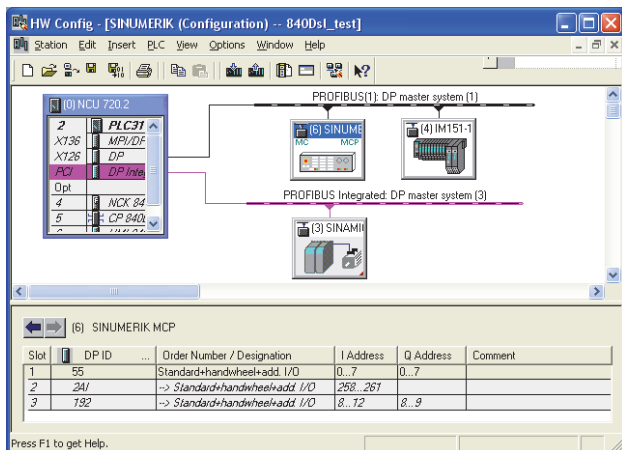 HW Config - [SINUMERIK (Configuration) -- 840Dsl_test]
Station Edit Insert PLC View Options Window Help
PROFIBUS(1): DP master system (1)
(0) NCU 720.2
2 PLC31
X136 MPI/DF
X126 DP
PCI DP Inte
Opt
4 NCK 84
5 CP 840
(6) SINUME
MC MCP
(4) IM151-1
PROFIBUS Integrated: DP master system (3)
(3) SINAMI
(6) SINUMERIK MCP
Slot DP ID ... Order Number / Designation I Address Q Address Comment
1 55 Standard+handwheel+add. I/O 0...7 0...7
2 2AI --> Standard+handwheel+add. I/O 258...261
3 192 --> Standard+handwheel+add. I/O 8...12 8...9
Press F1 to get Help.